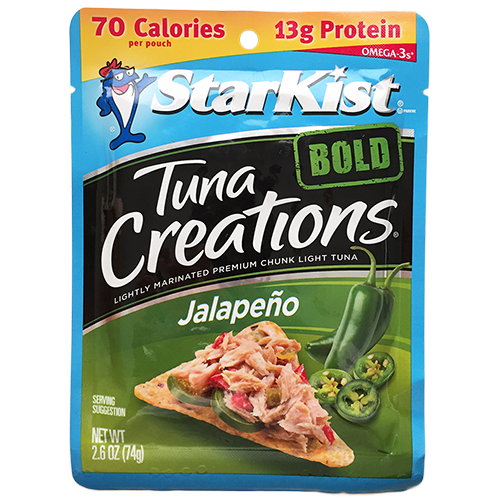 70 Calories
per pouch
13g Protein
OMEGA-3s*
StarKist®
BOLD
Tuna
Creations®
LIGHTLY MARINATED PREMIUM CHUNK LIGHT TUNA
Jalapeño
SERVING
SUGGESTION
NET WT
2.6 OZ (74g)